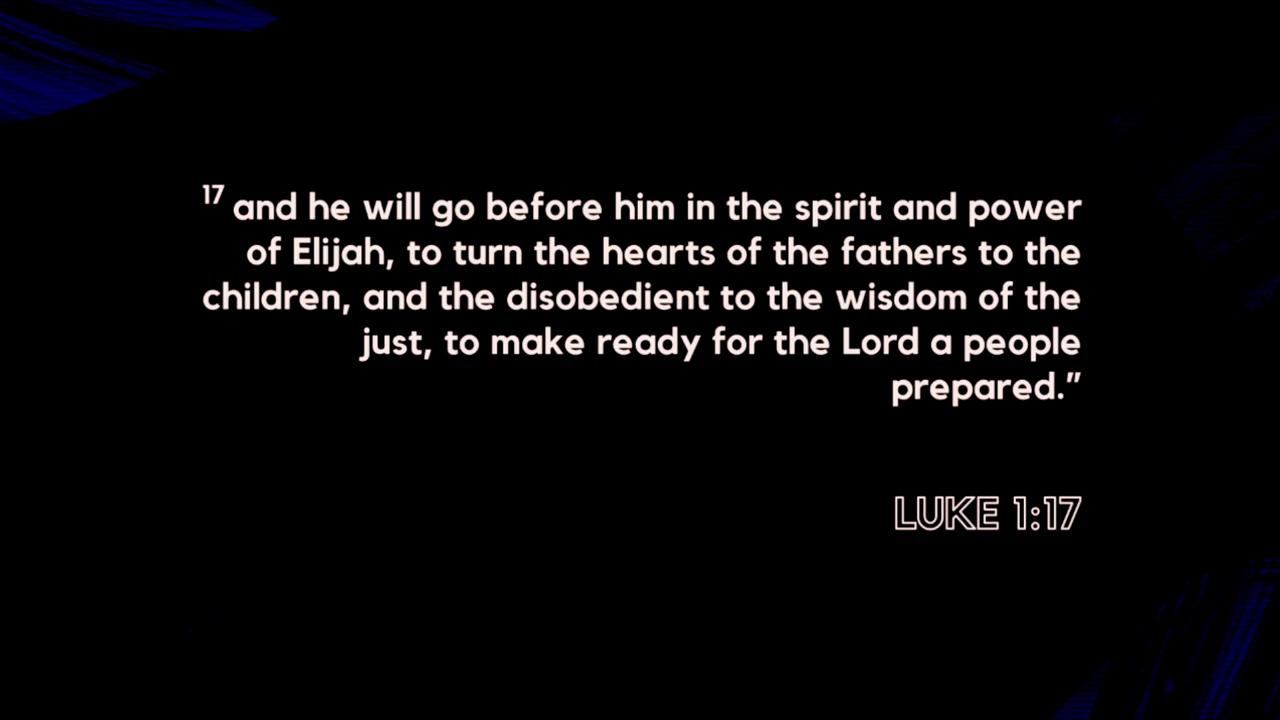 17 and he will go before him in the spirit and power
of Elijah, to turn the hearts of the fathers to the
children, and the disobedient to the wisdom of the
just, to make ready for the Lord a people
prepared.”
LUKE 1:17